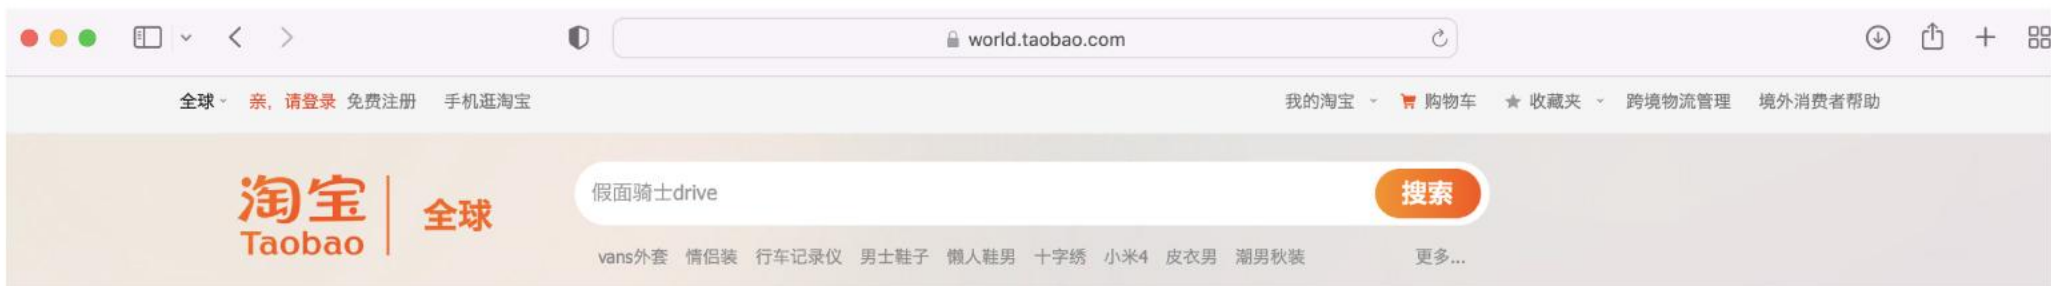 world.taobao.com
全球 亲，请登录 免费注册 手机逛淘宝 我的淘宝 购物车 收藏夹 跨境物流管理 境外消费者帮助
淘宝
Taobao
全球
假面骑士drive 搜索
vans外套 情侣装 行车记录仪 男士鞋子 懒人鞋男 十字绣 小米4 皮衣男 潮男秋装 更多...